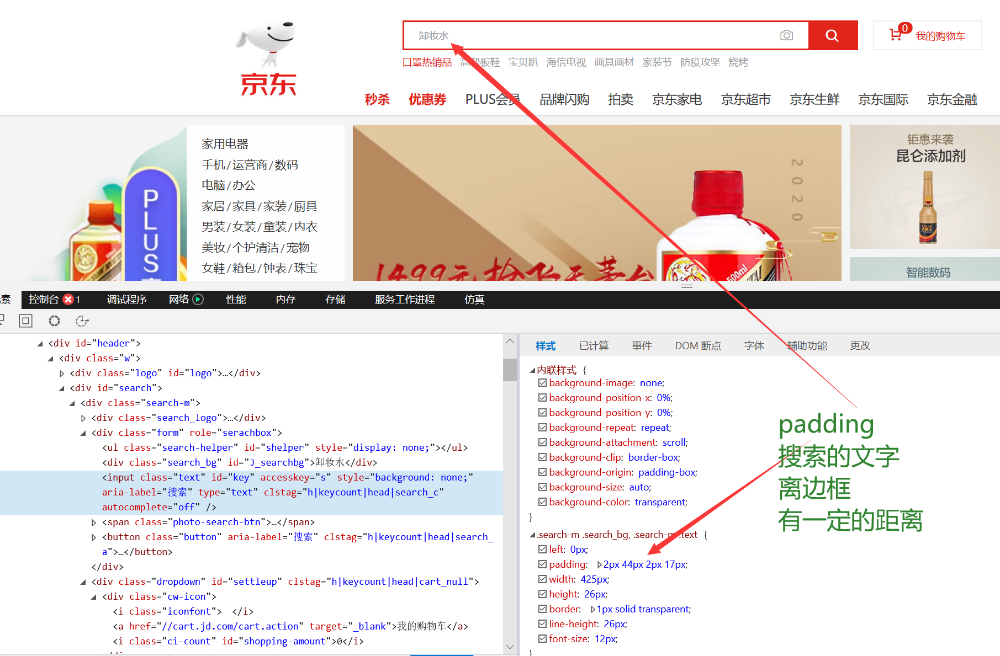 卸妆水
0
我的购物车
口罩热销品 高帮板鞋 宝贝趴 海信电视 画具画材 家装节 防疫攻坚 烧烤
京东
秒杀 优惠券 PLUS会员 品牌闪购 拍卖 京东家电 京东超市 京东生鲜 京东国际 京东金融
PLUS
家用电器
手机/运营商/数码
电脑/办公
家居/家具/家装/厨具
男装/女装/童装/内衣
美妆/个护清洁/宠物
女鞋/箱包/钟表/珠宝
2020
1499元抢飞天茅台
500ml
钜惠来袭
昆仑添加剂
智能数码
素 控制台 1 调试程序 网络 性能 内存 存储 服务工作进程 仿真
<div id="header">
<div class="w">
<div class="logo" id="logo">…</div>
<div id="search">
<div class="search-m">
<div class="search_logo">…</div>
<div class="form" role="serachbox">
<ul class="search-helper" id="shelper" style="display: none;"></ul>
<div class="search_bg" id="J_searchbg">卸妆水</div>
<input class="text" id="key" accesskey="s" style="background: none;"
aria-label="搜索" type="text" clstag="h|keycount|head|search_c"
autocomplete="off" />
<span class="photo-search-btn">…</span>
<button class="button" aria-label="搜索" clstag="h|keycount|head|search_
a">…</button>
</div>
<div class="dropdown" id="settleup" clstag="h|keycount|head|cart_null">
<div class="cw-icon">
<i class="iconfont"> </i>
<a href="//cart.jd.com/cart.action" target="_blank">我的购物车</a>
<i class="ci-count" id="shopping-amount">0</i>
样式 已计算 事件 DOM 断点 字体 辅助功能 更改
内联样式 {
background-image: none;
background-position-x: 0%;
background-position-y: 0%;
background-repeat: repeat;
background-attachment: scroll;
background-clip: border-box;
background-origin: padding-box;
background-size: auto;
background-color: transparent;
}
.search-m .search_bg, .search-m .text {
left: 0px;
padding: 2px 44px 2px 17px;
width: 425px;
height: 26px;
border: 1px solid transparent;
line-height: 26px;
font-size: 12px;
}
padding
搜索的文字
离边框
有一定的距离